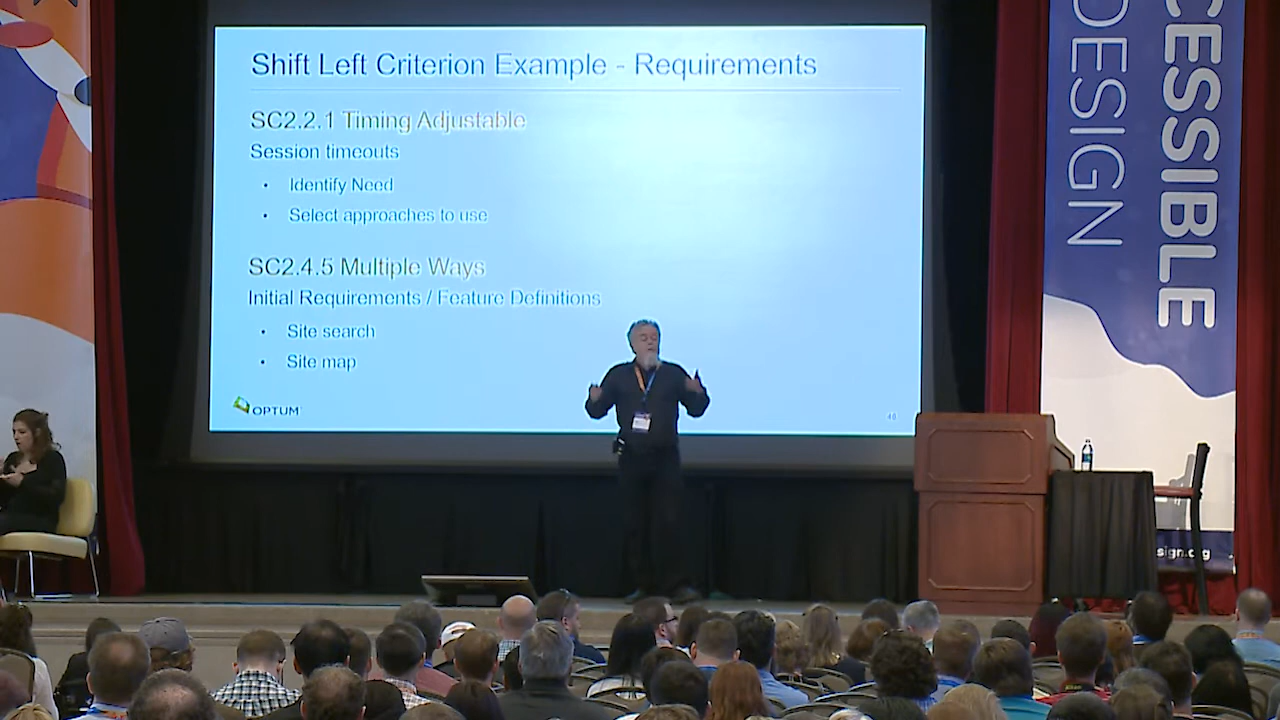 Shift Left Criterion Example - Requirements
SC2.2.1 Timing Adjustable
Session timeouts
• Identify Need
• Select approaches to use
SC2.4.5 Multiple Ways
Initial Requirements / Feature Definitions
• Site search
• Site map
OPTUM
48
CESSIBLE
DESIGN
sign.org